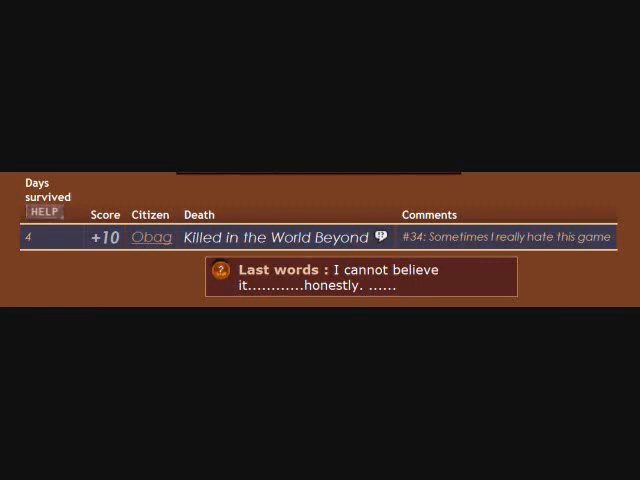 Days
survived
HELP
Score Citizen Death Comments
4 +10 Obag Killed in the World Beyond #34: Sometimes I really hate this game
Last words : I cannot believe
it............honestly. ......